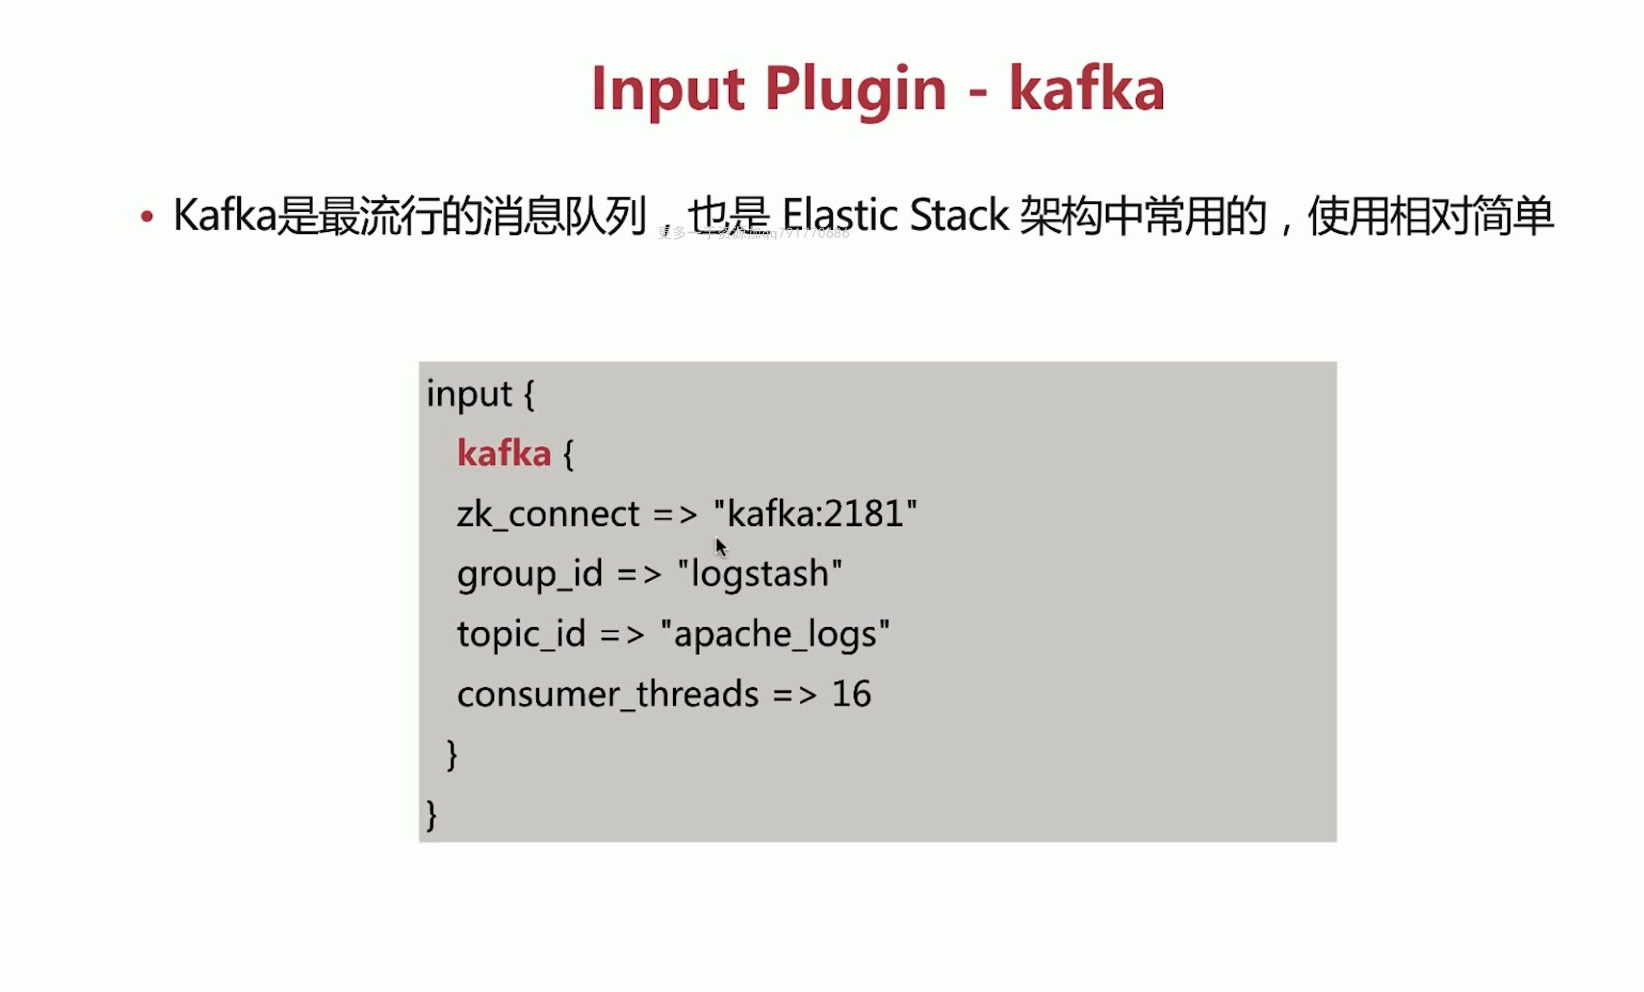 Input Plugin - kafka
• Kafka是最流行的消息队列，也是 Elastic Stack 架构中常用的，使用相对简单
input {
kafka {
zk_connect => "kafka:2181"
group_id => "logstash"
topic_id => "apache_logs"
consumer_threads => 16
}
}